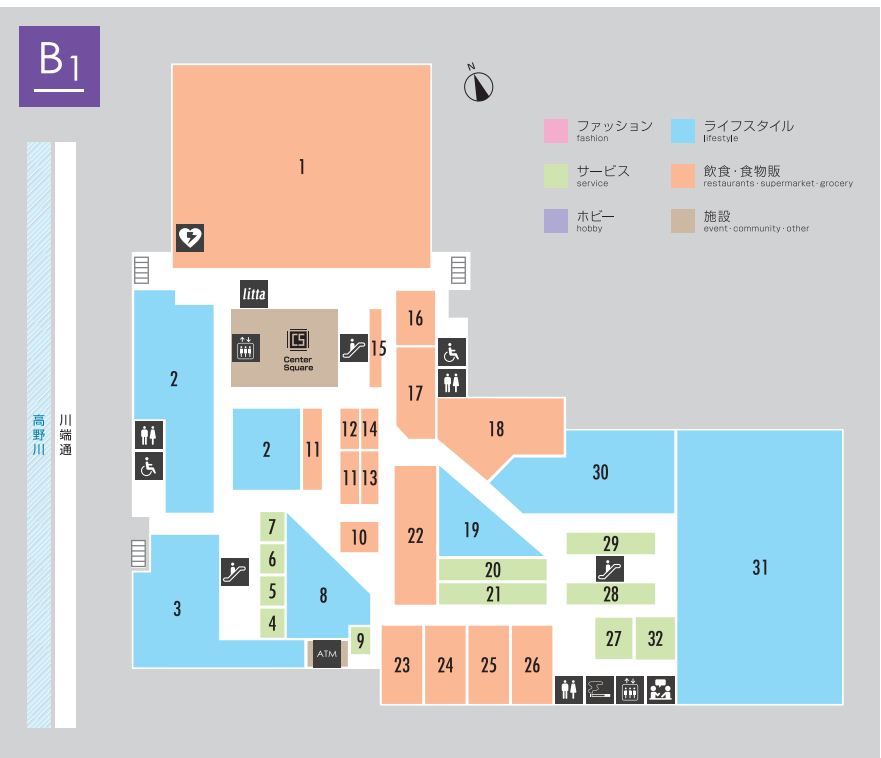 B1
N
ファッション
fashion
ライフスタイル
lifestyle
サービス
service
飲食・食物販
restaurants・supermarket・grocery
ホビー
hobby
施設
event・community・other
高野川
川端通
1
litta
CS
Center
Square
15
16
17
2
2
11
12
14
11
13
18
30
31
7
6
5
4
10
22
19
20
21
29
28
3
8
9
27
32
ATM
23
24
25
26